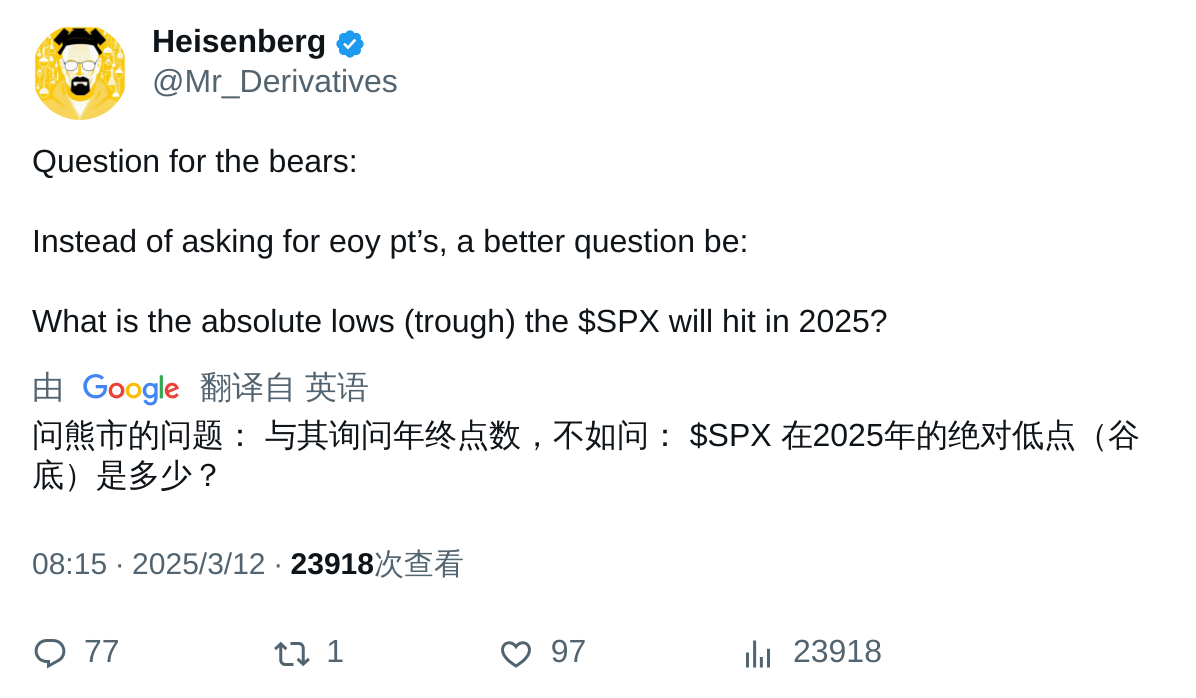 Heisenberg
@Mr_Derivatives
Question for the bears:
Instead of asking for eoy pt’s, a better question be:
What is the absolute lows (trough) the $SPX will hit in 2025?
由 Google 翻译自 英语
问熊市的问题： 与其询问年终点数，不如问： $SPX 在2025年的绝对低点（谷
底）是多少？
08:15 · 2025/3/12 · 23918次查看
77 1 97 23918